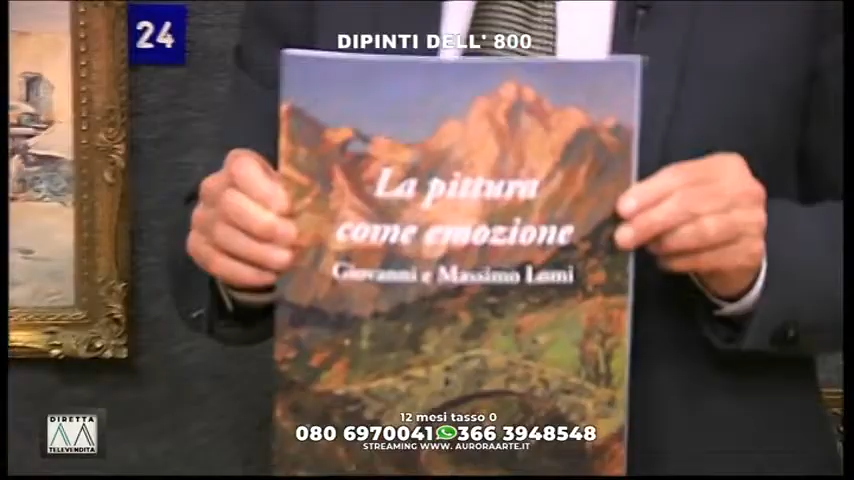 24
DIPINTI DELL' 800
La pittura
come emozione
Giovanni e Massimo Lomi
DIRETTA
TELEVENDITA
12 mesi tasso 0
080 6970041 366 3948548
STREAMING WWW. AURORAARTE.IT